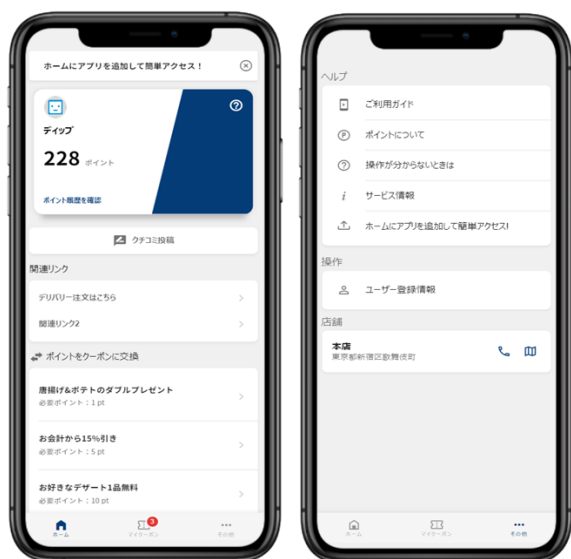 ホームにアプリを追加して簡単アクセス！
ディップ
228 ポイント
ポイント履歴を確認
クチコミ投稿
関連リンク
デリバリー注文はこちら
関連リンク2
ポイントをクーポンに交換
唐揚げ&ポテトのダブルプレゼント
必要ポイント：1 pt
お会計から15%引き
必要ポイント：5 pt
お好きなデザート1品無料
必要ポイント：10 pt
3
ホーム
マイクーポン
その他
ヘルプ
ご利用ガイド
ポイントについて
操作が分からないときは
サービス情報
ホームにアプリを追加して簡単アクセス!
操作
ユーザー登録情報
店舗
本店
東京都新宿区歌舞伎町
ホーム
マイクーポン
その他